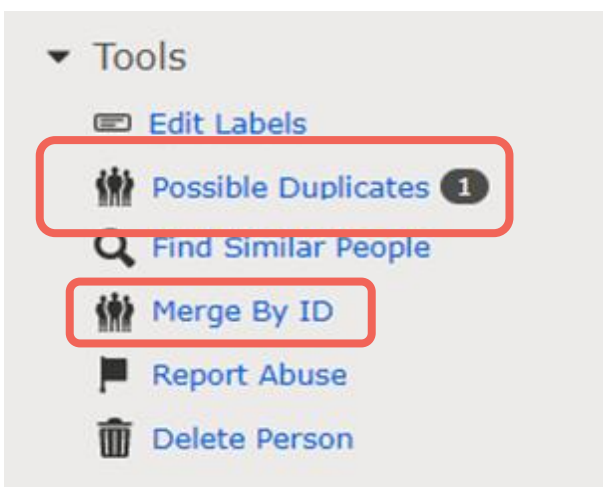 Tools
Edit Labels
Possible Duplicates 1
Find Similar People
Merge By ID
Report Abuse
Delete Person